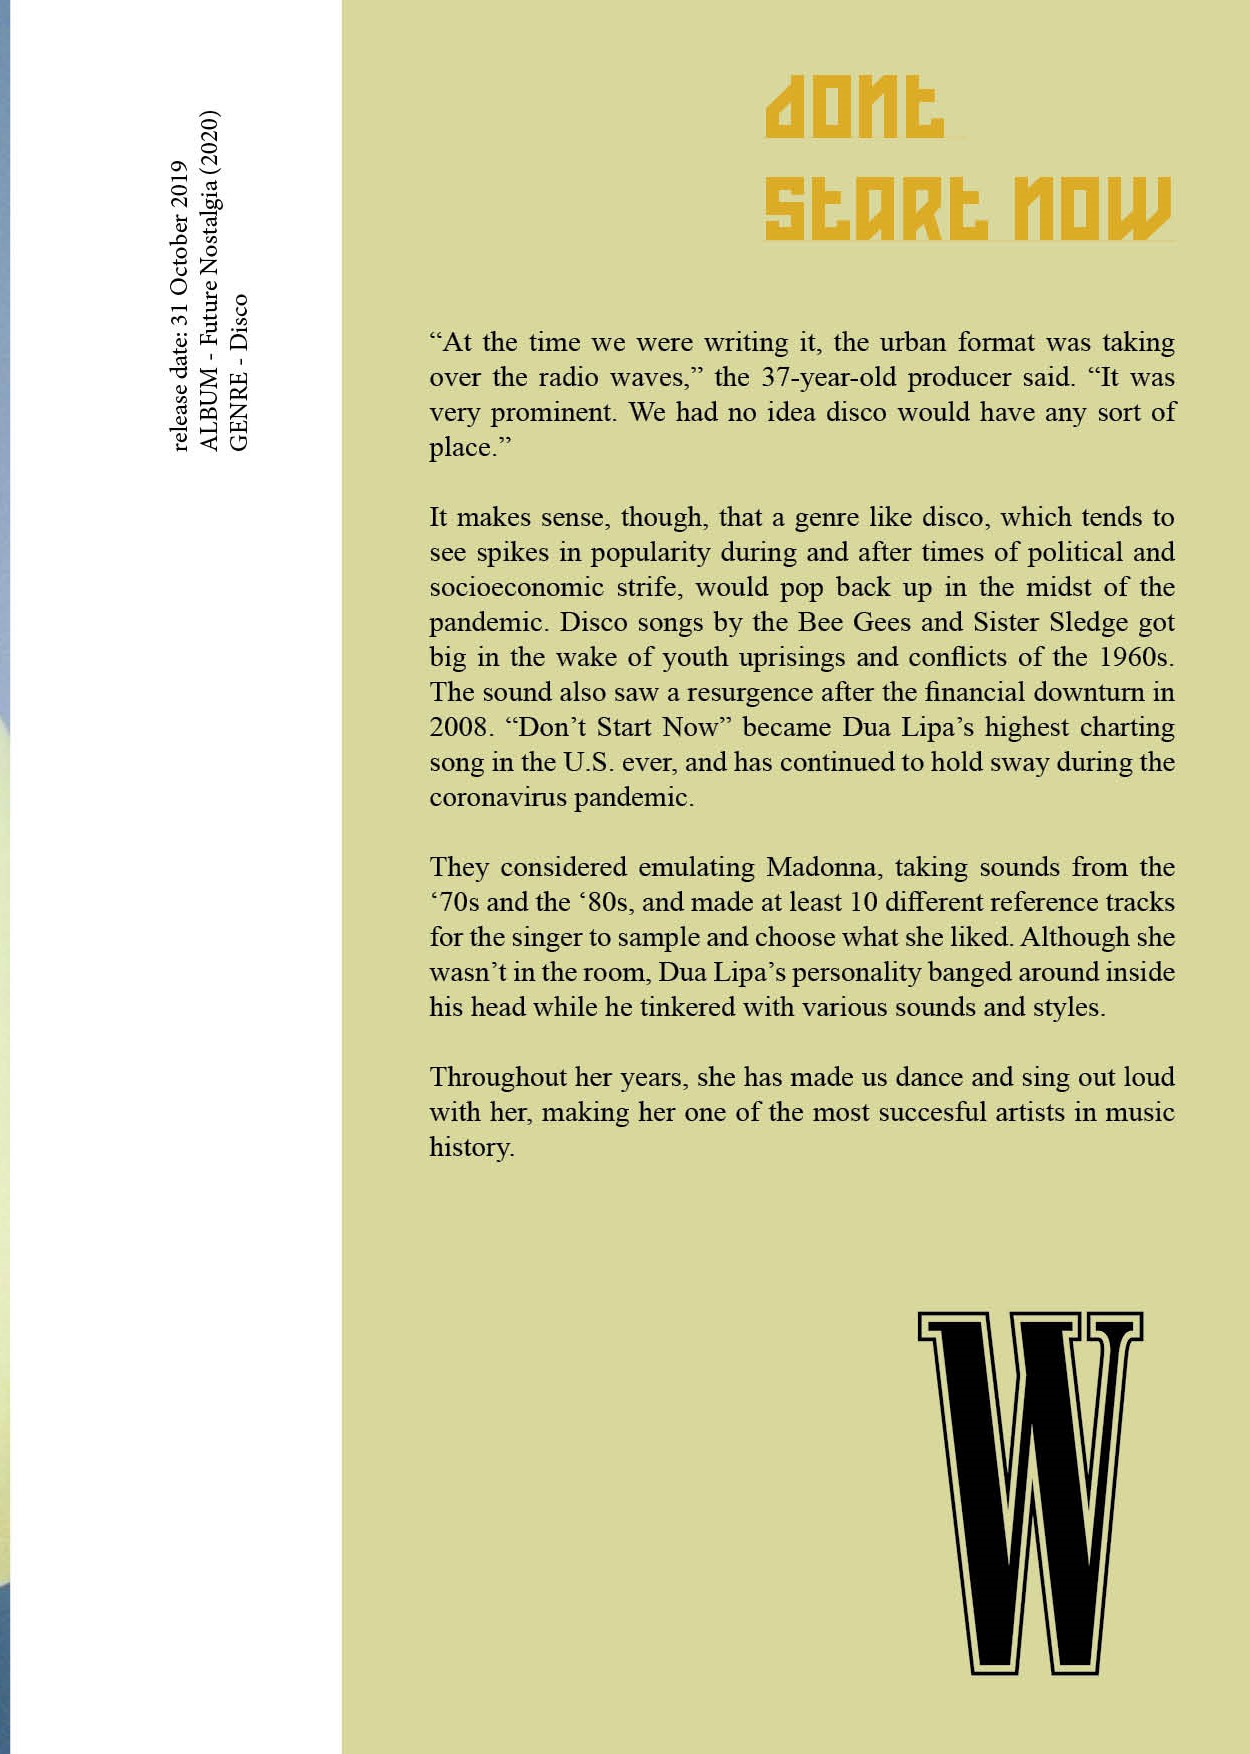 release date: 31 October 2019
ALBUM - Future Nostalgia (2020)
GENRE - Disco
dont
start now
“At the time we were writing it, the urban format was taking
over the radio waves,” the 37-year-old producer said. “It was
very prominent. We had no idea disco would have any sort of
place.”
It makes sense, though, that a genre like disco, which tends to
see spikes in popularity during and after times of political and
socioeconomic strife, would pop back up in the midst of the
pandemic. Disco songs by the Bee Gees and Sister Sledge got
big in the wake of youth uprisings and conflicts of the 1960s.
The sound also saw a resurgence after the financial downturn in
2008. “Don’t Start Now” became Dua Lipa’s highest charting
song in the U.S. ever, and has continued to hold sway during the
coronavirus pandemic.
They considered emulating Madonna, taking sounds from the
‘70s and the ‘80s, and made at least 10 different reference tracks
for the singer to sample and choose what she liked. Although she
wasn’t in the room, Dua Lipa’s personality banged around inside
his head while he tinkered with various sounds and styles.
Throughout her years, she has made us dance and sing out loud
with her, making her one of the most succesful artists in music
history.
W